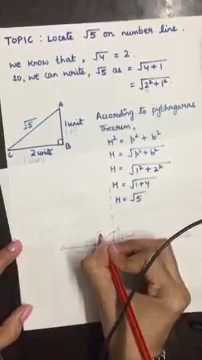 TOPIC : Locate √5 on number line.
We know that, √4 = 2.
So, we can write, √5 as = √4+1
= √2²+1²
According to pythagoras
Theorem,
H² = p² + b²
H = √p²+b²
H = √1²+2²
H = √1+4
H = √5
A
√5
1 unit
B
C
2 unit